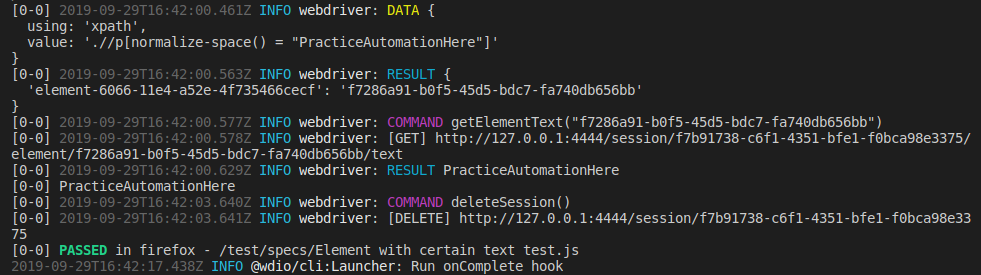 [0-0] 2019-09-29T16:42:00.461Z INFO webdriver: DATA {
  using: 'xpath',
  value: './/p[normalize-space() = "PracticeAutomationHere"]'
}
[0-0] 2019-09-29T16:42:00.563Z INFO webdriver: RESULT {
  'element-6066-11e4-a52e-4f735466cecf': 'f7286a91-b0f5-45d5-bdc7-fa740db656bb'
}
[0-0] 2019-09-29T16:42:00.577Z INFO webdriver: COMMAND getElementText("f7286a91-b0f5-45d5-bdc7-fa740db656bb")
[0-0] 2019-09-29T16:42:00.578Z INFO webdriver: [GET] http://127.0.0.1:4444/session/f7b91738-c6f1-4351-bfe1-f0bca98e3375/
element/f7286a91-b0f5-45d5-bdc7-fa740db656bb/text
[0-0] 2019-09-29T16:42:00.629Z INFO webdriver: RESULT PracticeAutomationHere
[0-0] PracticeAutomationHere
[0-0] 2019-09-29T16:42:03.640Z INFO webdriver: COMMAND deleteSession()
[0-0] 2019-09-29T16:42:03.641Z INFO webdriver: [DELETE] http://127.0.0.1:4444/session/f7b91738-c6f1-4351-bfe1-f0bca98e33
75
[0-0] PASSED in firefox - /test/specs/Element with certain text test.js
2019-09-29T16:42:17.438Z INFO @wdio/cli:Launcher: Run onComplete hook